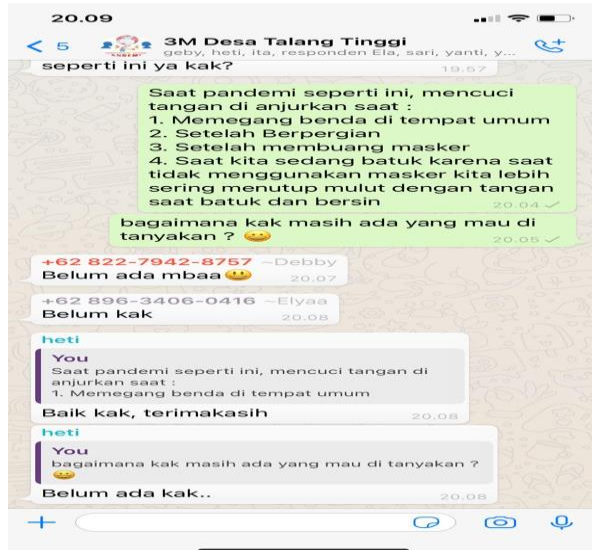 20.09
5
3M Desa Talang Tinggi
geby, heti, ita, responden Ela, sari, yanti, y...
seperti ini ya kak?
19.57
Saat pandemi seperti ini, mencuci
tangan di anjurkan saat :
1. Memegang benda di tempat umum
2. Setelah Berpergian
3. Setelah membuang masker
4. Saat kita sedang batuk karena saat
tidak menggunakan masker kita lebih
sering menutup mulut dengan tangan
saat batuk dan bersin
20.04
bagaimana kak masih ada yang mau di
tanyakan ? 😀
20.05
+62 822-7942-8757 ~Debby
Belum ada mbaa😀
20.07
+62 896-3406-0416 ~Elyaa
Belum kak
20.08
heti
You
Saat pandemi seperti ini, mencuci tangan di
anjurkan saat :
1. Memegang benda di tempat umum
Baik kak, terimakasih
20.08
heti
You
bagaimana kak masih ada yang mau di tanyakan ?
😀
Belum ada kak..
20.08